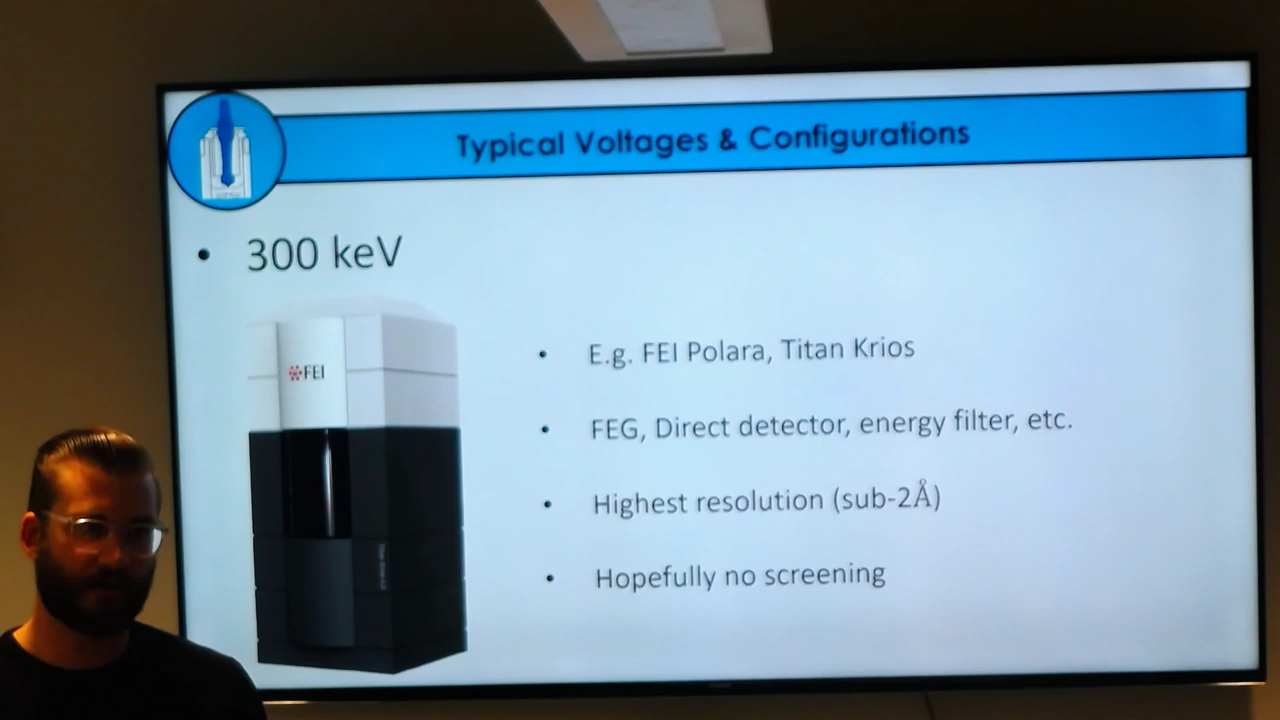 Typical Voltages & Configurations
• 300 keV
FEI
• E.g. FEI Polara, Titan Krios
• FEG, Direct detector, energy filter, etc.
• Highest resolution (sub-2Å)
• Hopefully no screening